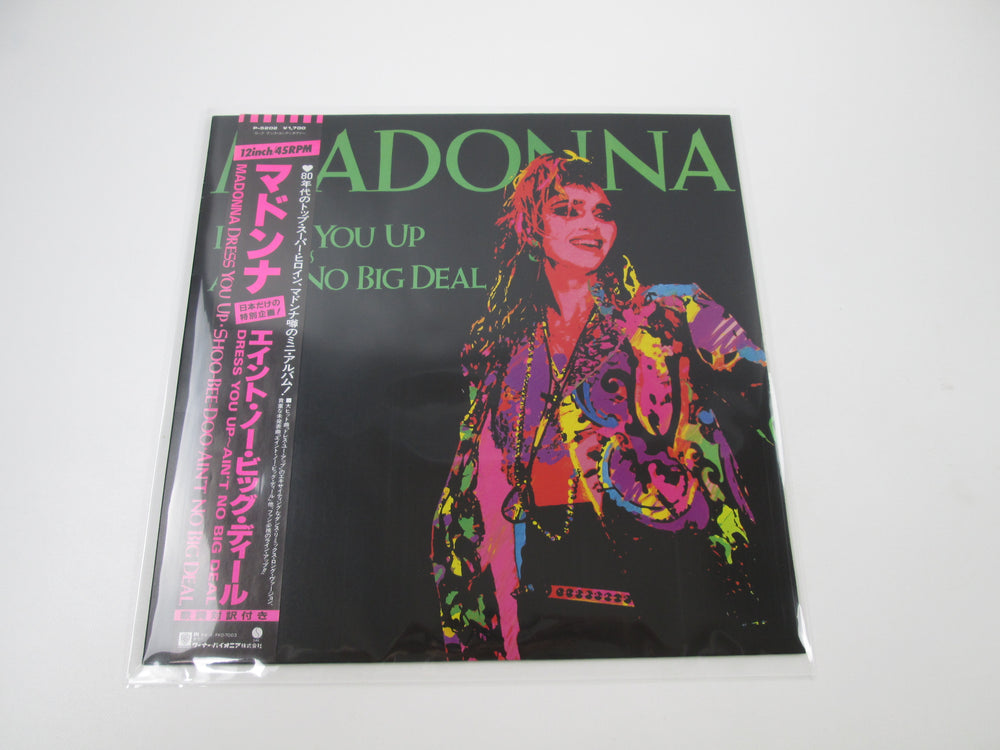 P-5202 ¥1,700
12inch/45RPM
マドンナ
MADONNA DRESS YOU UP・SHOO-BEE-DOO・AIN'T NO BIG DEAL
日本だけの
特別企画!
エイント・ノー・ビッグ・ディール
DRESS YOU UP~AIN'T NO BIG DEAL
対訳付き
ワーナー・パイオニア株式会社
♥80年代のトップ・スーパー・ヒロイン、マドンナ噂のミニ・アルバム!
MADONNA
YOU UP
NO BIG DEAL